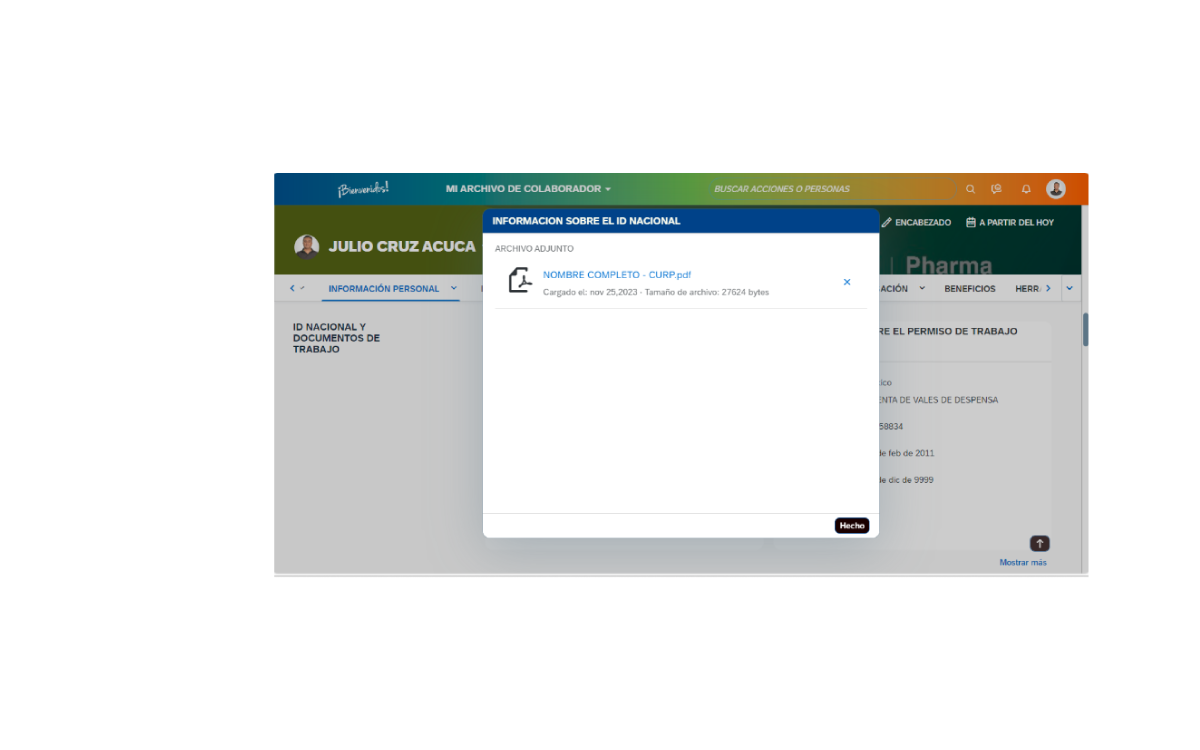 ¡Bienvenidos!
MI ARCHIVO DE COLABORADOR
BUSCAR ACCIONES O PERSONAS
INFORMACION SOBRE EL ID NACIONAL
ENCABEZADO
A PARTIR DEL HOY
JULIO CRUZ ACUCA
ARCHIVO ADJUNTO
Pharma
NOMBRE COMPLETO - CURP.pdf
Cargado el: nov 25,2023 - Tamaño de archivo: 27624 bytes
INFORMACIÓN PERSONAL
ACIÓN
BENEFICIOS
HERR
ID NACIONAL Y
DOCUMENTOS DE
TRABAJO
RE EL PERMISO DE TRABAJO
ico
ENTA DE VALES DE DESPENSA
58834
de feb de 2011
de dic de 9999
Hecho
Mostrar más